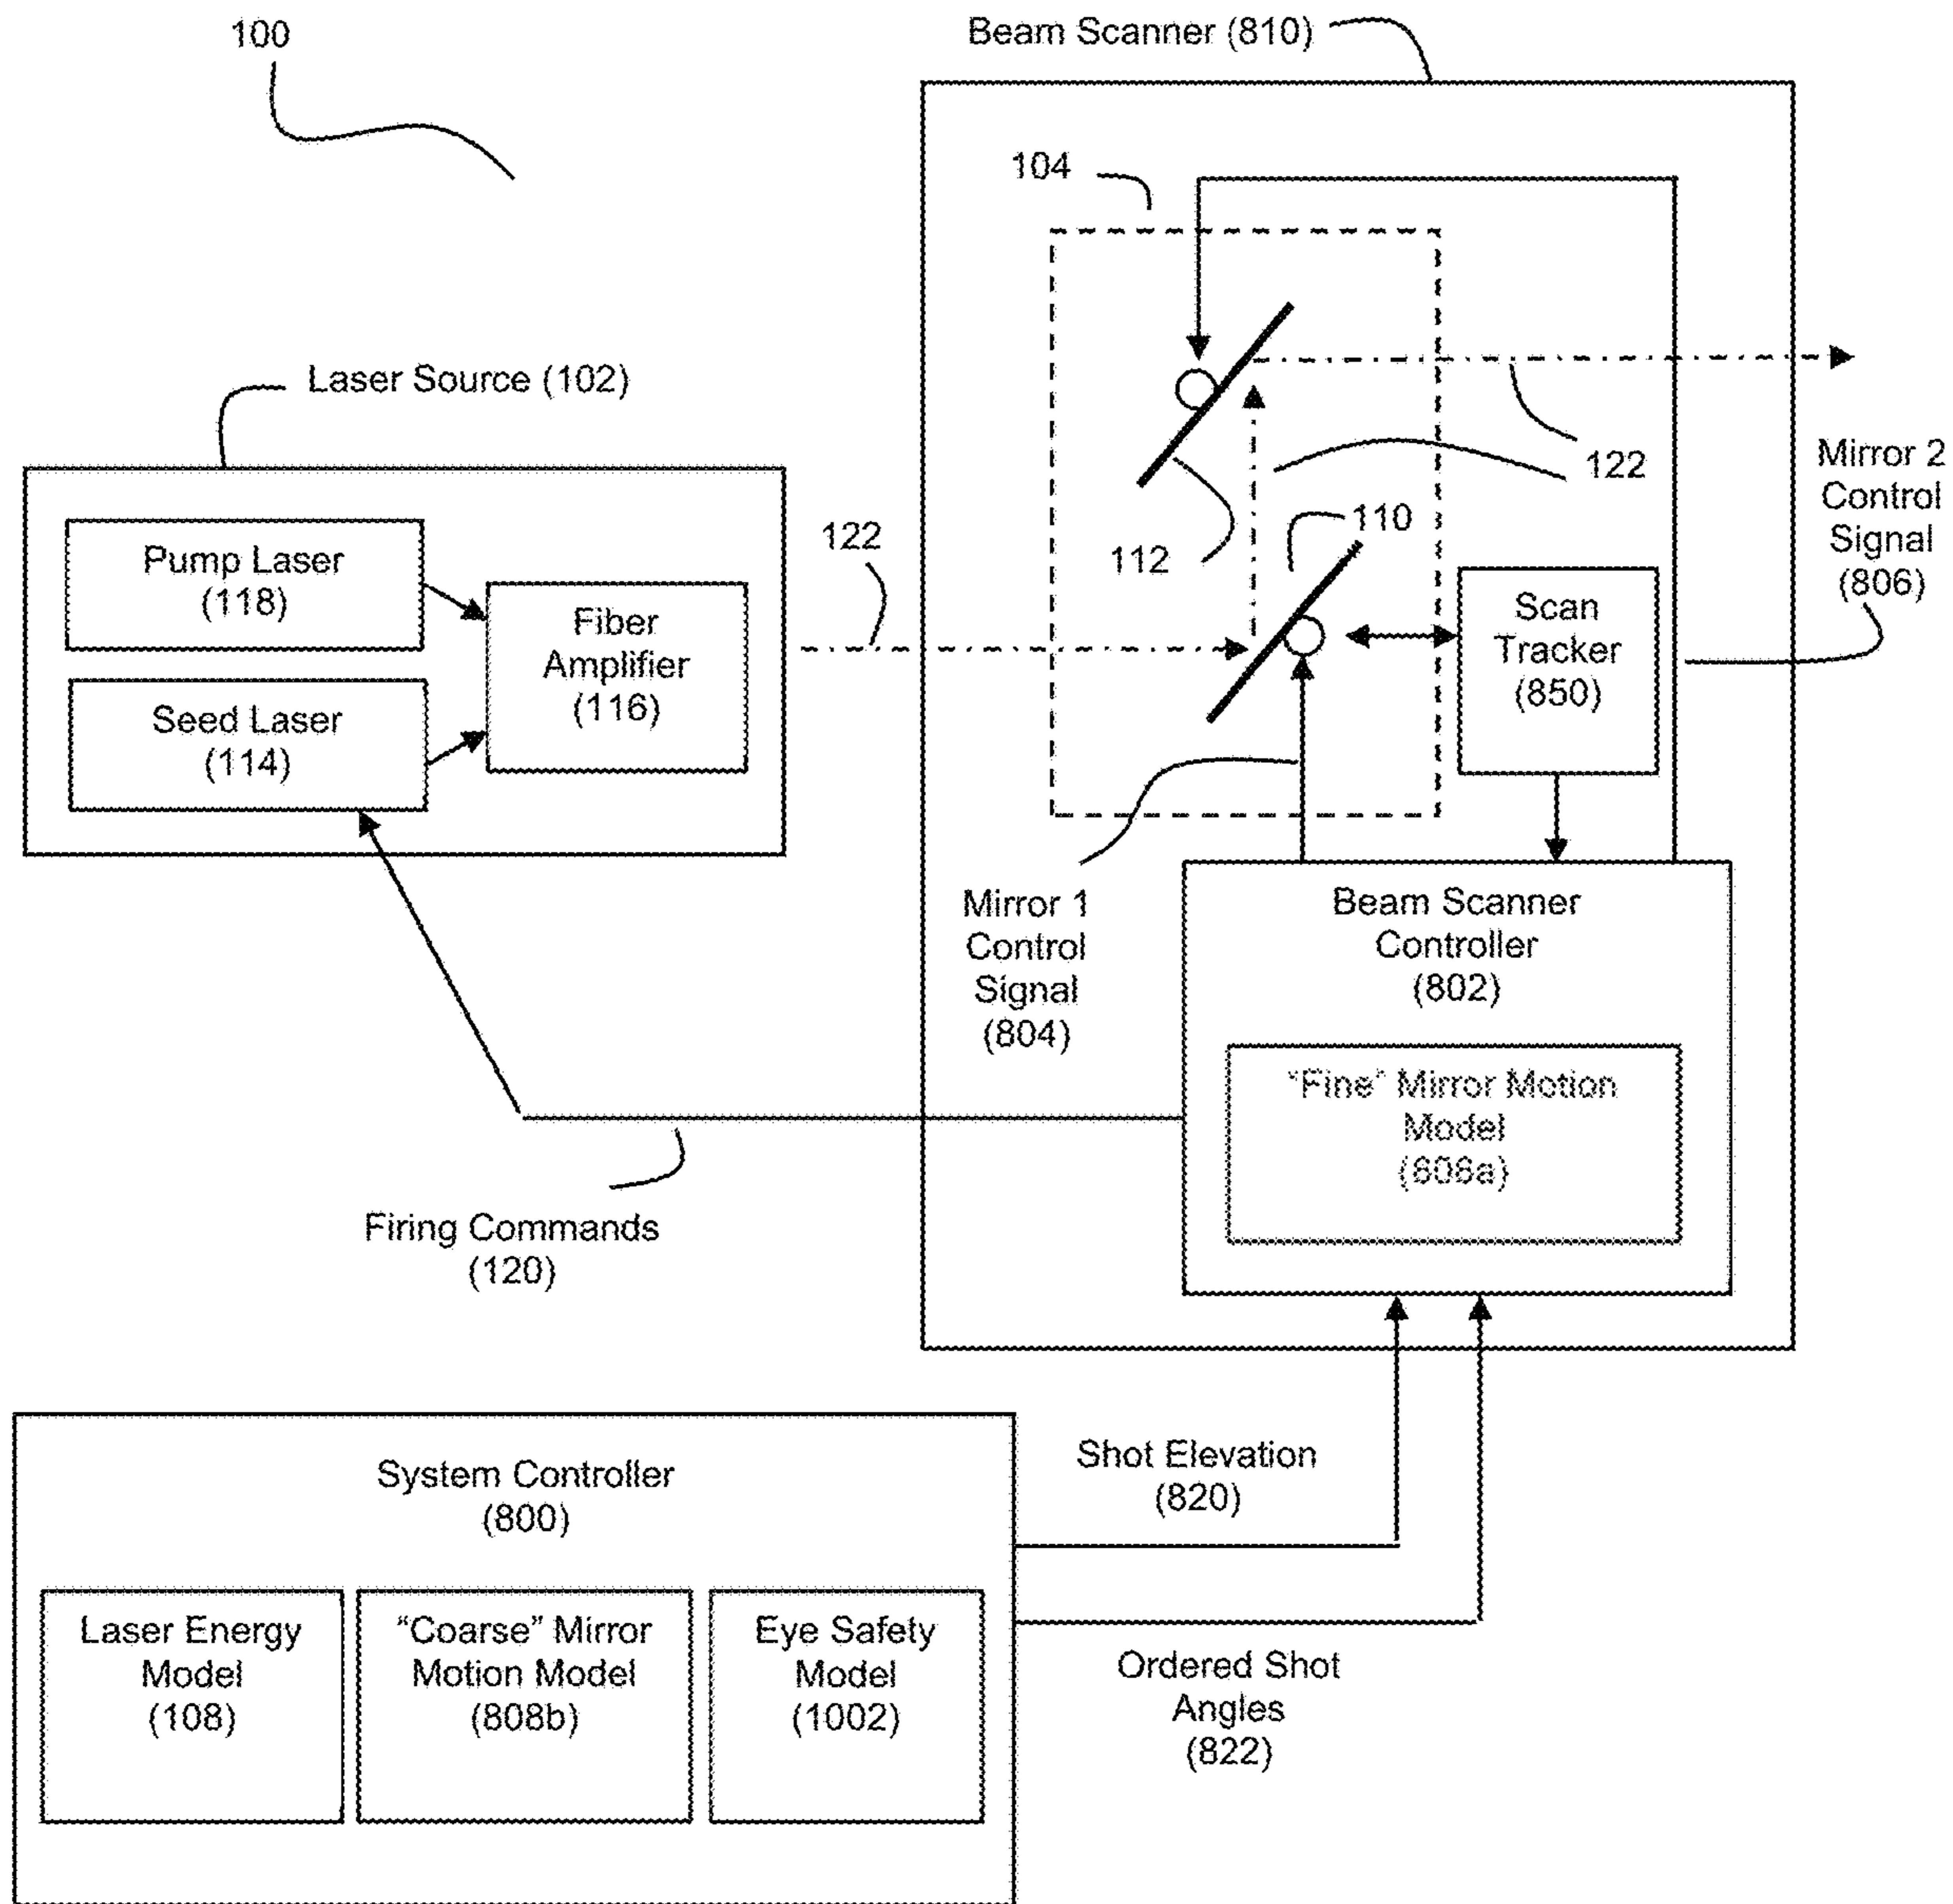 100
Beam Scanner (810)
104
Laser Source (102)
Pump Laser
(118)
Seed Laser
(114)
Fiber
Amplifier
(116)
122
112
110
122
Mirror 2
Control
Signal
(806)
Scan
Tracker
(850)
Mirror 1
Control
Signal
(804)
Beam Scanner
Controller
(802)
"Fine" Mirror Motion
Model
(808a)
Firing Commands
(120)
System Controller
(800)
Laser Energy
Model
(108)
"Coarse" Mirror
Motion Model
(808b)
Eye Safety
Model
(1002)
Shot Elevation
(820)
Ordered Shot
Angles
(822)